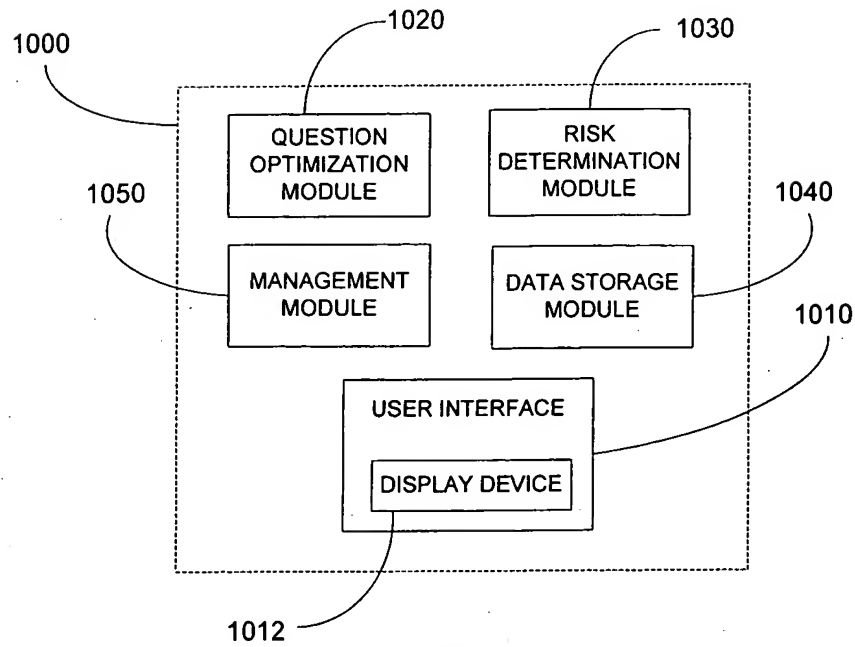 1020
1030
1000
QUESTION
OPTIMIZATION
MODULE
RISK
DETERMINATION
MODULE
1050
1040
MANAGEMENT
MODULE
DATA STORAGE
MODULE
1010
USER INTERFACE
DISPLAY DEVICE
1012